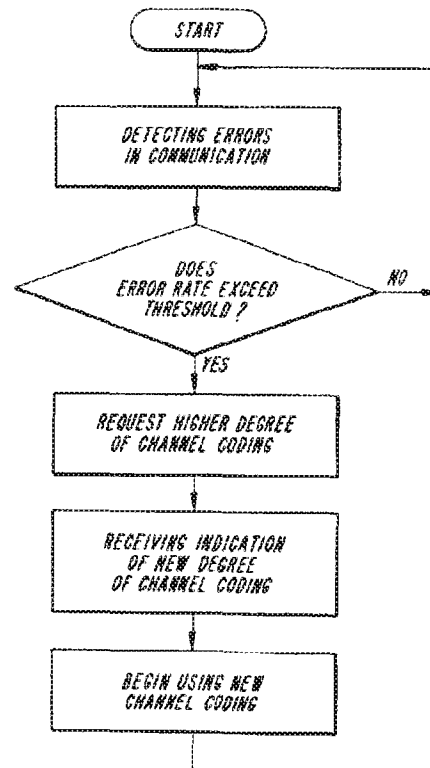 START
DETECTING ERRORS
IN COMMUNICATION
DOES
ERROR RATE EXCEED
THRESHOLD?
NO
YES
REQUEST HIGHER DEGREE
OF CHANNEL CODING
RECEIVING INDICATION
OF NEW DEGREE
OF CHANNEL CODING
BEGIN USING NEW
CHANNEL CODING